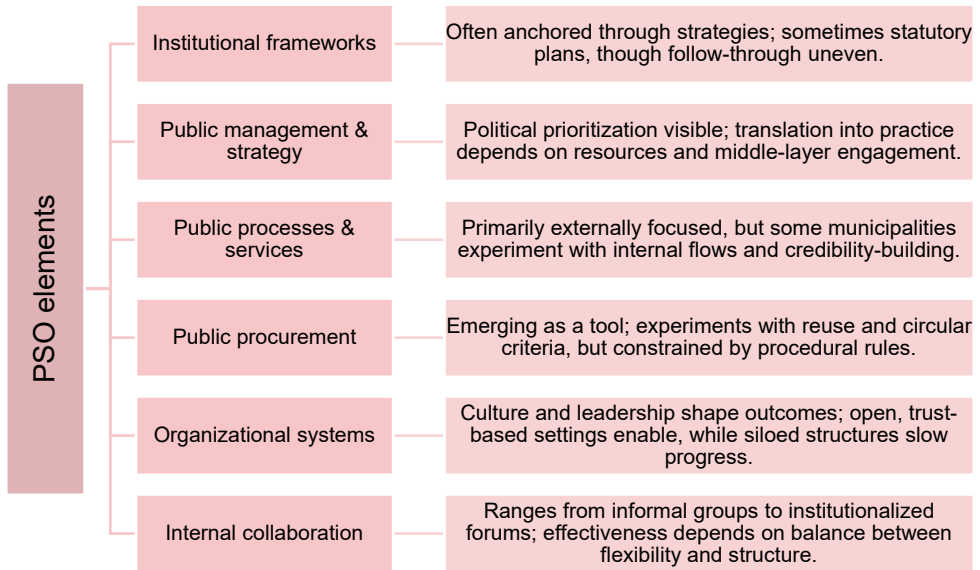 PSO elements
Institutional frameworks
Often anchored through strategies; sometimes statutory
plans, though follow-through uneven.
Public management &
strategy
Political prioritization visible; translation into practice
depends on resources and middle-layer engagement.
Public processes &
services
Primarily externally focused, but some municipalities
experiment with internal flows and credibility-building.
Public procurement
Emerging as a tool; experiments with reuse and circular
criteria, but constrained by procedural rules.
Organizational systems
Culture and leadership shape outcomes; open, trust-
based settings enable, while siloed structures slow
progress.
Internal collaboration
Ranges from informal groups to institutionalized
forums; effectiveness depends on balance between
flexibility and structure.